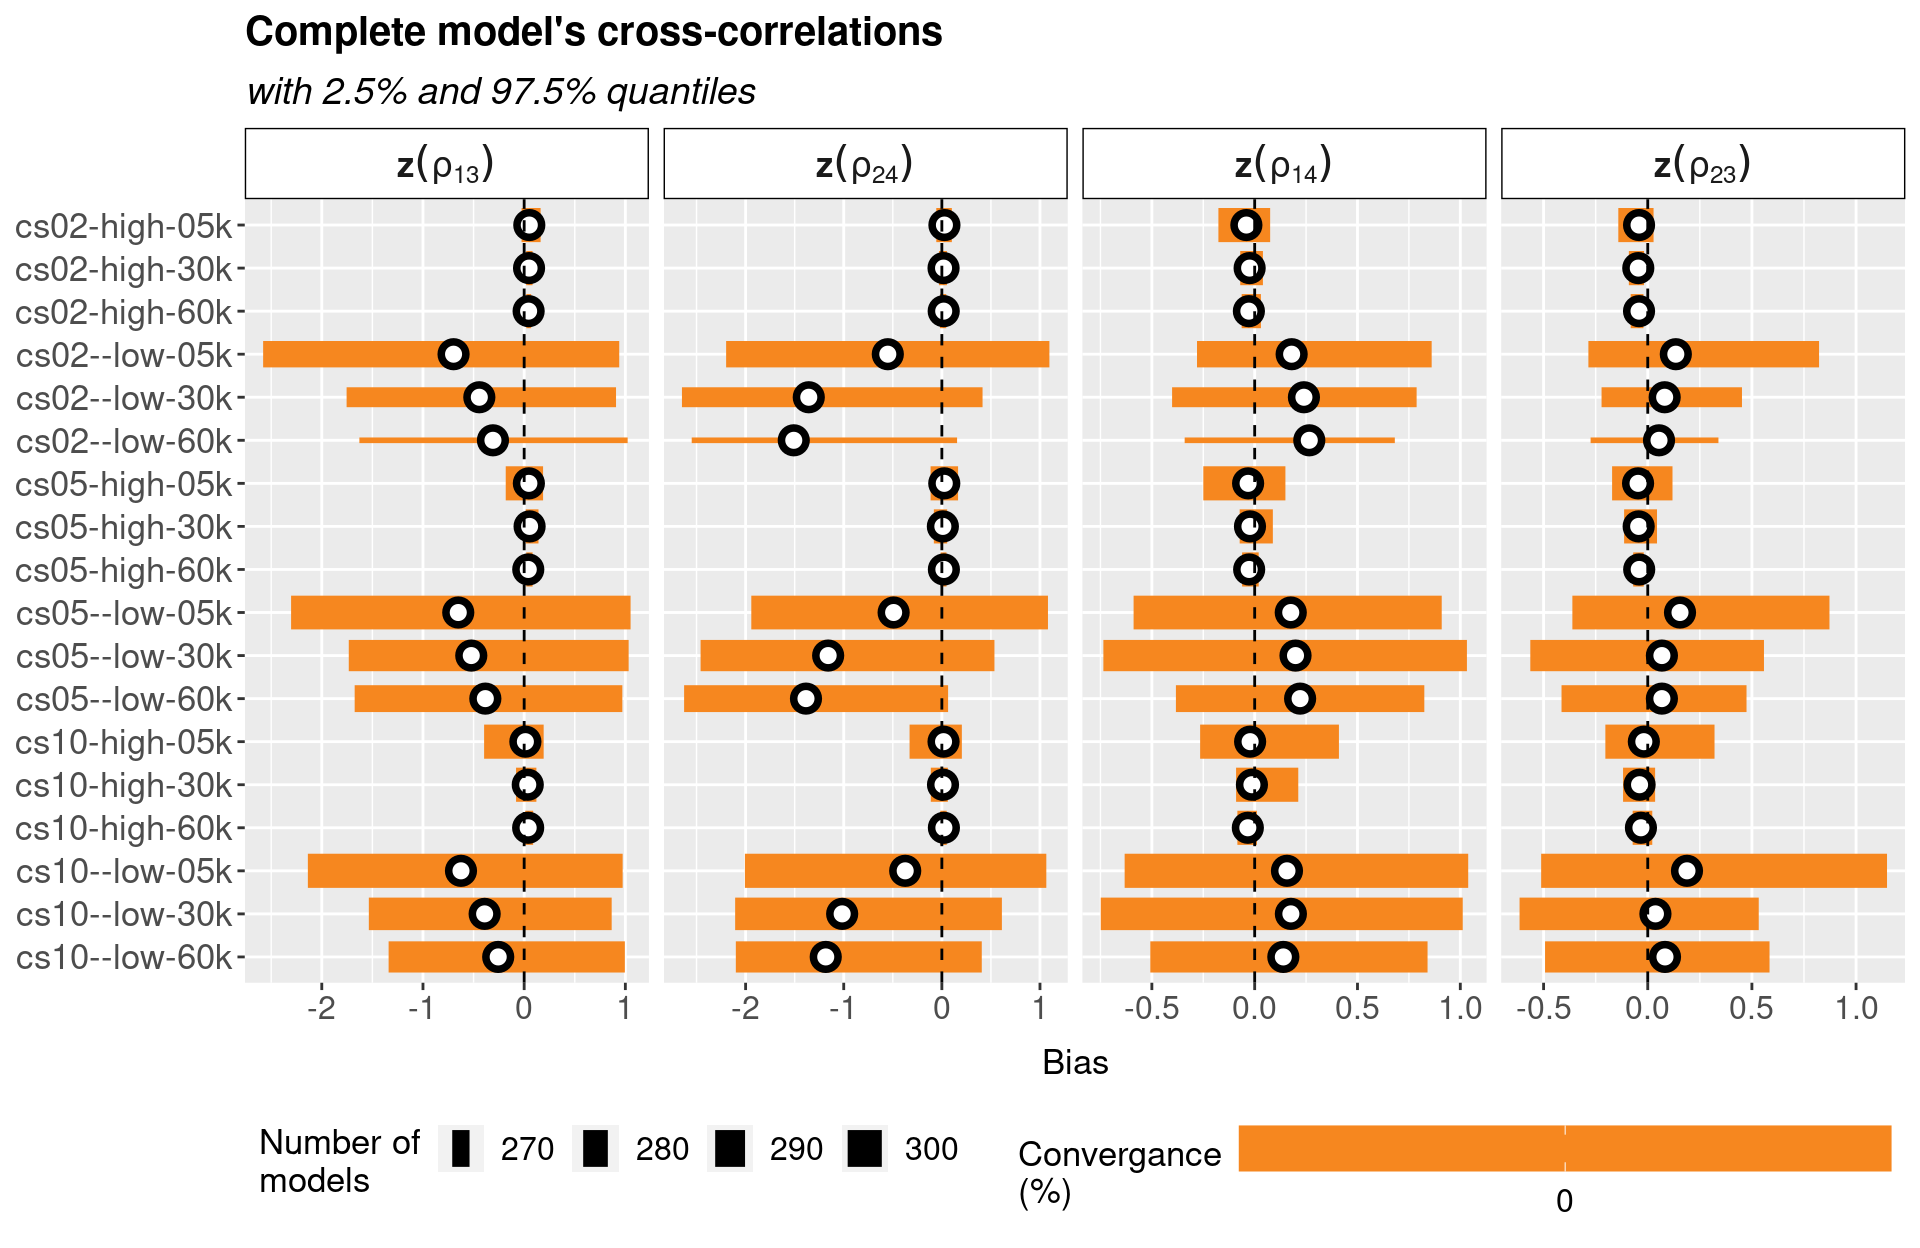 Complete model's cross-correlations
with 2.5% and 97.5% quantiles
z(ρ13) z(ρ24) z(ρ14) z(ρ23)
cs02-high-05k
cs02-high-30k
cs02-high-60k
cs02--low-05k
cs02--low-30k
cs02--low-60k
cs05-high-05k
cs05-high-30k
cs05-high-60k
cs05--low-05k
cs05--low-30k
cs05--low-60k
cs10-high-05k
cs10-high-30k
cs10-high-60k
cs10--low-05k
cs10--low-30k
cs10--low-60k
-2 -1 0 1 -2 -1 0 1 -0.5 0.0 0.5 1.0 -0.5 0.0 0.5 1.0
Bias
Number of
models
270 280 290 300
Convergance
(%)
0